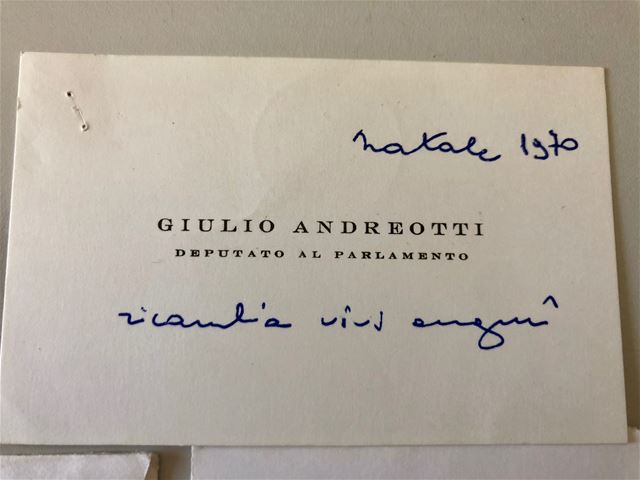 Natale 1970
GIULIO ANDREOTTI
DEPUTATO AL PARLAMENTO
ricambia vivi auguri